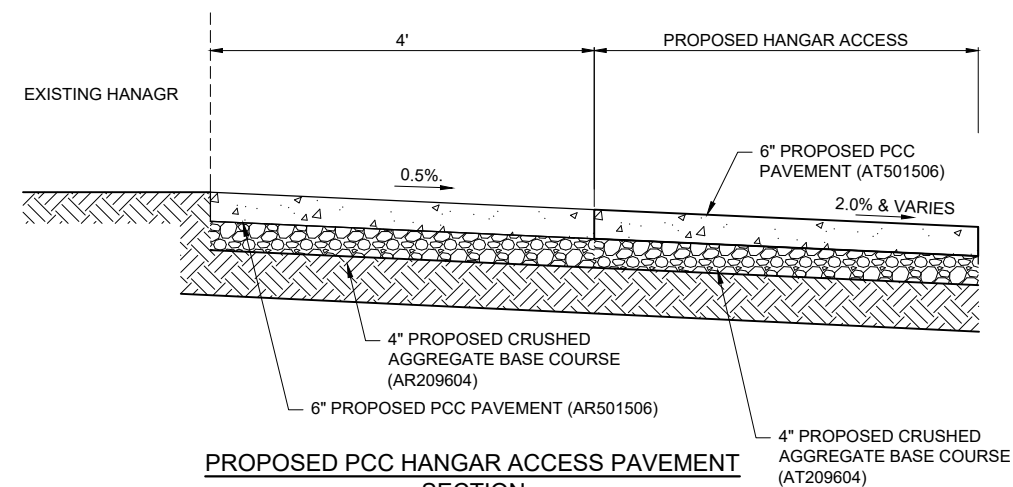 4'
PROPOSED HANGAR ACCESS
EXISTING HANAGR
6" PROPOSED PCC
PAVEMENT (AT501506)
0.5%.
2.0% & VARIES
4" PROPOSED CRUSHED
AGGREGATE BASE COURSE
(AR209604)
6" PROPOSED PCC PAVEMENT (AR501506)
4" PROPOSED CRUSHED
AGGREGATE BASE COURSE
(AT209604)
PROPOSED PCC HANGAR ACCESS PAVEMENT
SECTION